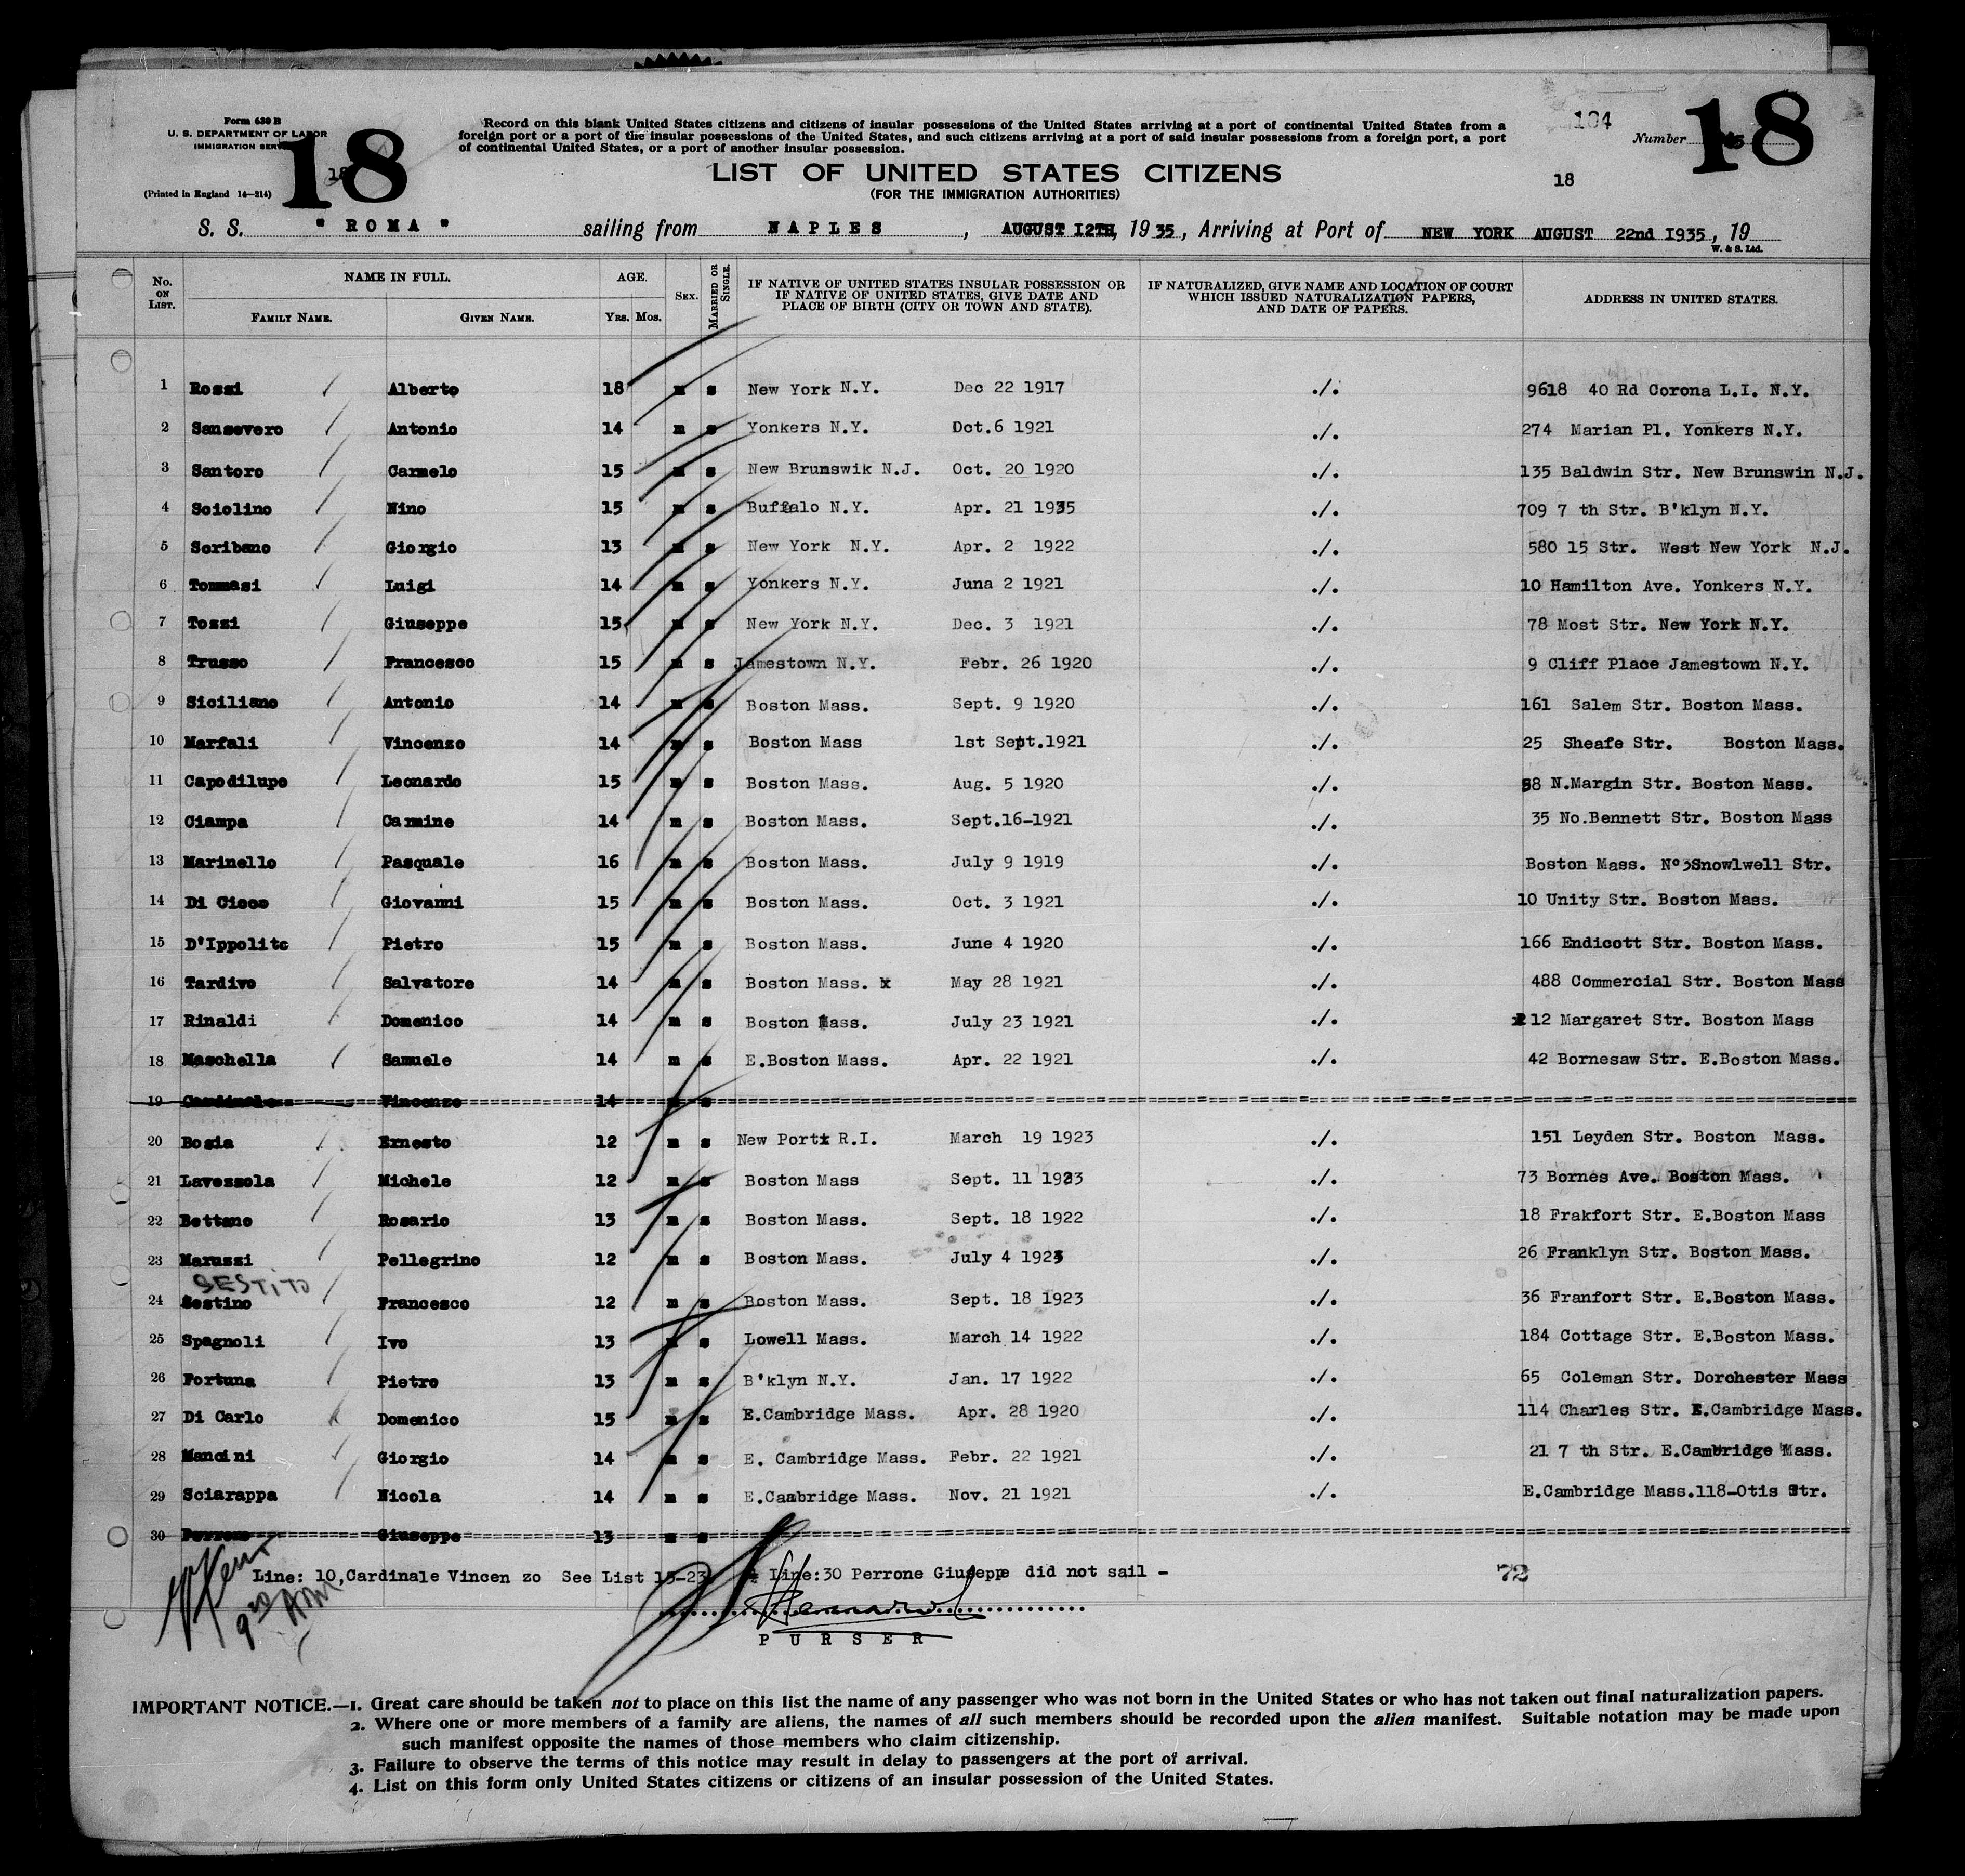 Form 630 B
U. S. DEPARTMENT OF LABOR
IMMIGRATION SERV
(Printed in England 14—214)
18
18
Record on this blank United States citizens and citizens of insular possessions of the United States arriving at a port of continental United States from a
foreign port or a port of the insular possessions of the United States, and such citizens arriving at a port of said insular possessions from a foreign port, a port
of continental United States, or a port of another insular possession.
LIST OF UNITED STATES CITIZENS
(FOR THE IMMIGRATION AUTHORITIES)
104
Number
18
18
S. S. " ROMA " sailing from NAPLES , AUGUST I2TH, 1935, Arriving at Port of NEW YORK AUGUST 22nd I935, 19
W. & S. Ltd.
No. ON LIST. NAME IN FULL. FAMILY NAME. GIVEN NAME. AGE. YRS. MOS. SEX. MARRIED OR SINGLE. IF NATIVE OF UNITED STATES INSULAR POSSESSION OR IF NATIVE OF UNITED STATES, GIVE DATE AND PLACE OF BIRTH (CITY OR TOWN AND STATE). IF NATURALIZED, GIVE NAME AND LOCATION OF COURT WHICH ISSUED NATURALIZATION PAPERS, AND DATE OF PAPERS. ADDRESS IN UNITED STATES.
1 Rossi Alberto 18 m s New York N.Y. Dec 22 1917 ./. 9618 40 Rd Corona L.I. N.Y.
2 Sansevero Antonio 14 m s Yonkers N.Y. Oct.6 1921 ./. 274 Marian Pl. Yonkers N.Y.
3 Santoro Carmelo 15 m s New Brunswik N.J. Oct. 20 1920 ./. 135 Baldwin Str. New Brunswin N.J.
4 Sciolino Nino 15 m s Buffalo N.Y. Apr. 21 1935 ./. 709 7 th Str. B'klyn N.Y.
5 Scribano Giorgio 13 m s New York N.Y. Apr. 2 1922 ./. 580 15 Str. West New York N.J.
6 Tommasi Luigi 14 m s Yonkers N.Y. Juna 2 1921 ./. 10 Hamilton Ave. Yonkers N.Y.
7 Tozzi Giuseppe 15 m s New York N.Y. Dec. 3 1921 ./. 78 Most Str. New York N.Y.
8 Trusso Francesco 15 m s Jamestown N.Y. Febr. 26 1920 ./. 9 Cliff Place Jamestown N.Y.
9 Siciliano Antonio 14 m s Boston Mass. Sept. 9 1920 ./. 161 Salem Str. Boston Mass.
10 Marfali Vincenzo 14 m s Boston Mass 1st Sept.1921 ./. 25 Sheafe Str. Boston Mass.
11 Capodilupo Leonardo 15 m s Boston Mass. Aug. 5 1920 ./. 58 N.Margin Str. Boston Mass.
12 Ciampa Carmine 14 m s Boston Mass. Sept.16-1921 ./. 35 No.Bennett Str. Boston Mass
13 Marinello Pasquale 16 m s Boston Mass. July 9 1919 ./. Boston Mass. No 3Snowlwell Str.
14 Di Cicco Giovanni 15 m s Boston Mass. Oct. 3 1921 ./. 10 Unity Str. Boston Mass.
15 D'Ippolito Pietro 15 m s Boston Mass. June 4 1920 ./. 166 Endicott Str. Boston Mass.
16 Tardivo Salvatore 14 m s Boston Mass. x May 28 1921 ./. 488 Commercial Str. Boston Mass
17 Rinaldi Domenico 14 m s Boston Mass. July 23 1921 ./. 12 Margaret Str. Boston Mass
18 Maschella Samuele 14 m s E.Boston Mass. Apr. 22 1921 ./. 42 Bornesaw Str. E.Boston Mass.
19 Cardinale Vincenzo 14 m s
20 Bosia Ernesto 12 m s New Port R.I. March 19 1923 ./. 151 Leyden Str. Boston Mass.
21 Lavezzola Michele 12 m s Boston Mass Sept. 11 1923 ./. 73 Bornes Ave. Boston Mass.
22 Bettano Rosario 13 m s Boston Mass. Sept. 18 1922 ./. 18 Frakfort Str. E.Boston Mass
23 Maruzzi Pellegrino 12 m s Boston Mass. July 4 1923 ./. 26 Franklyn Str. Boston Mass.
SESTITO
24 Sestino Francesco 12 m s Boston Mass. Sept. 18 1923 ./. 36 Franfort Str. E.Boston Mass.
25 Spagnoli Ivo 13 m s Lowell Mass. March 14 1922 ./. 184 Cottage Str. E.Boston Mass.
26 Fortuna Pietro 13 m s B'klyn N.Y. Jan. 17 1922 ./. 65 Coleman Str. Dorchester Mass
27 Di Carlo Domenico 15 m s E.Cambridge Mass. Apr. 28 1920 ./. 114 Charles Str. E.Cambridge Mass.
28 Mancini Giorgio 14 m s E. Cambridge Mass. Febr. 22 1921 ./. 21 7 th Str. E.Cambridge Mass.
29 Sciarappa Nicola 14 m s E.Cambridge Mass. Nov. 21 1921 ./. E.Cambridge Mass.118-Otis Str.
30 Perrone Giuseppe 13 m s
Line: 10,Cardinale Vincen zo See List 15-23 Line:30 Perrone Giuseppe did not sail - 72
930 AM
PURSER
IMPORTANT NOTICE.—1. Great care should be taken not to place on this list the name of any passenger who was not born in the United States or who has not taken out final naturalization papers.
2. Where one or more members of a family are aliens, the names of all such members should be recorded upon the alien manifest. Suitable notation may be made upon
such manifest opposite the names of those members who claim citizenship.
3. Failure to observe the terms of this notice may result in delay to passengers at the port of arrival.
4. List on this form only United States citizens or citizens of an insular possession of the United States.